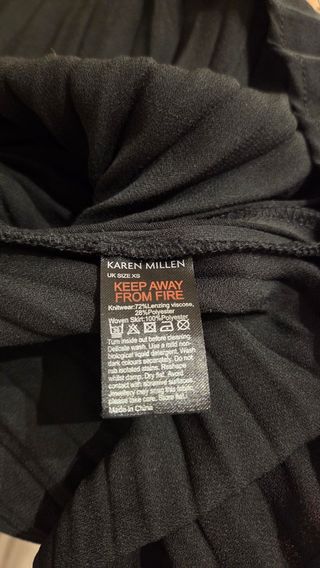 KAREN MILLEN
UK SIZE XS
KEEP AWAY
FROM FIRE
Knitwear:72%Lenzing viscose,
28%Polyester
Woven Skirt:100%Polyester
Turn inside out before cleaning
Delicate wash. Use a mild non-
biological liquid detergent. Wash
dark colours separately. Do not
rub isolated stains. Reshape
whilst damp. Dry flat. Avoid
contact with abrasive surfaces.
Jewellery may snag this garment,
please take care. Store flat.
Made in China